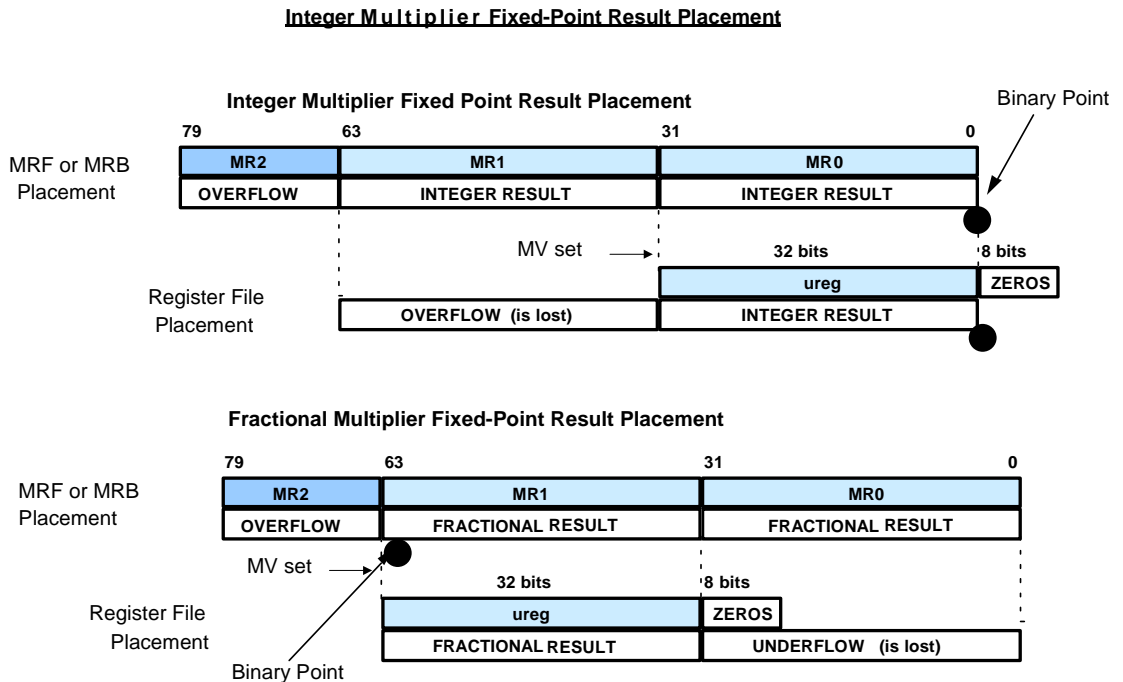 Integer Multiplier Fixed-Point Result Placement
Integer Multiplier Fixed Point Result Placement
Binary Point
79 63 31 0
MRF or MRB
Placement
MR2 MR1 MR0
OVERFLOW INTEGER RESULT INTEGER RESULT
MV set
32 bits 8 bits
Register File
Placement
ureg ZEROS
OVERFLOW (is lost) INTEGER RESULT
Fractional Multiplier Fixed-Point Result Placement
79 63 31 0
MRF or MRB
Placement
MR2 MR1 MR0
OVERFLOW FRACTIONAL RESULT FRACTIONAL RESULT
MV set
32 bits 8 bits
Register File
Placement
ureg ZEROS
FRACTIONAL RESULT UNDERFLOW (is lost)
Binary Point